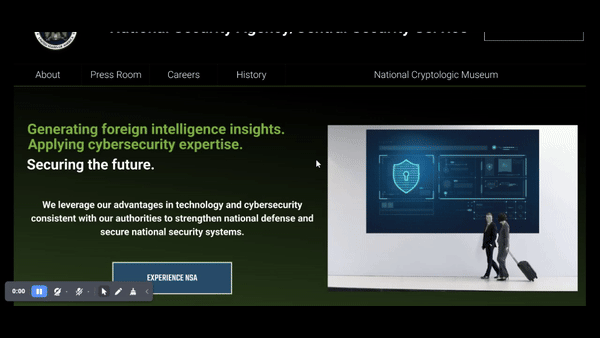 National Security Agency/Central Security Service
About Press Room Careers History National Cryptologic Museum
Generating foreign intelligence insights.
Applying cybersecurity expertise.
Securing the future.
We leverage our advantages in technology and cybersecurity
consistent with our authorities to strengthen national defense and
secure national security systems.
EXPERIENCE NSA
0:00